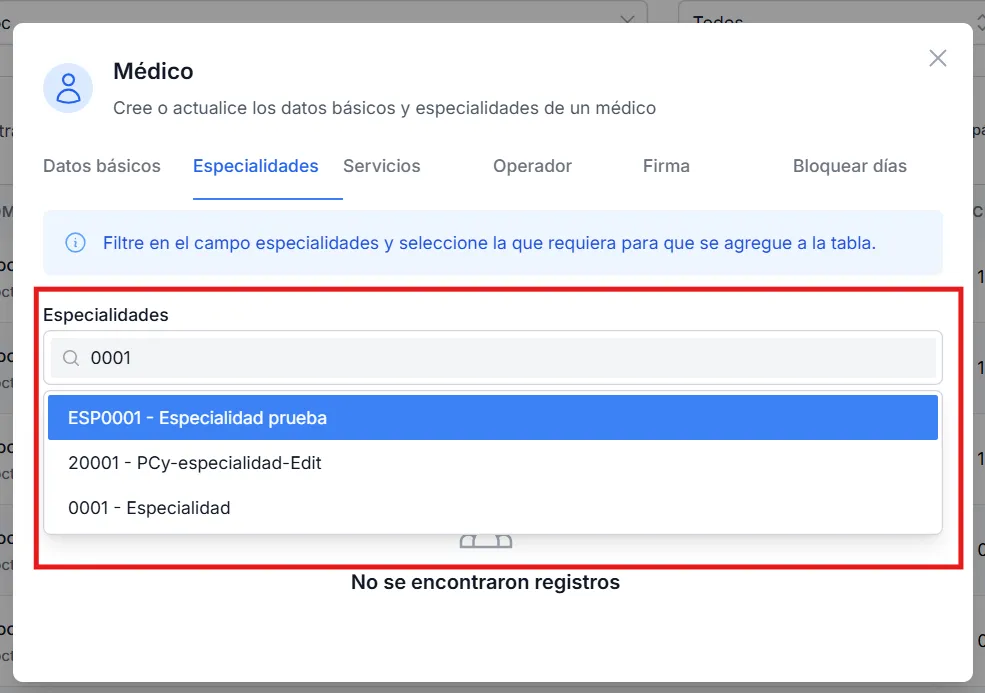 Todos
Médico
Cree o actualice los datos básicos y especialidades de un médico
Datos básicos Especialidades Servicios Operador Firma Bloquear días
Filtre en el campo especialidades y seleccione la que requiera para que se agregue a la tabla.
Especialidades
0001
ESP0001 - Especialidad prueba
20001 - PCy-especialidad-Edit
0001 - Especialidad
No se encontraron registros